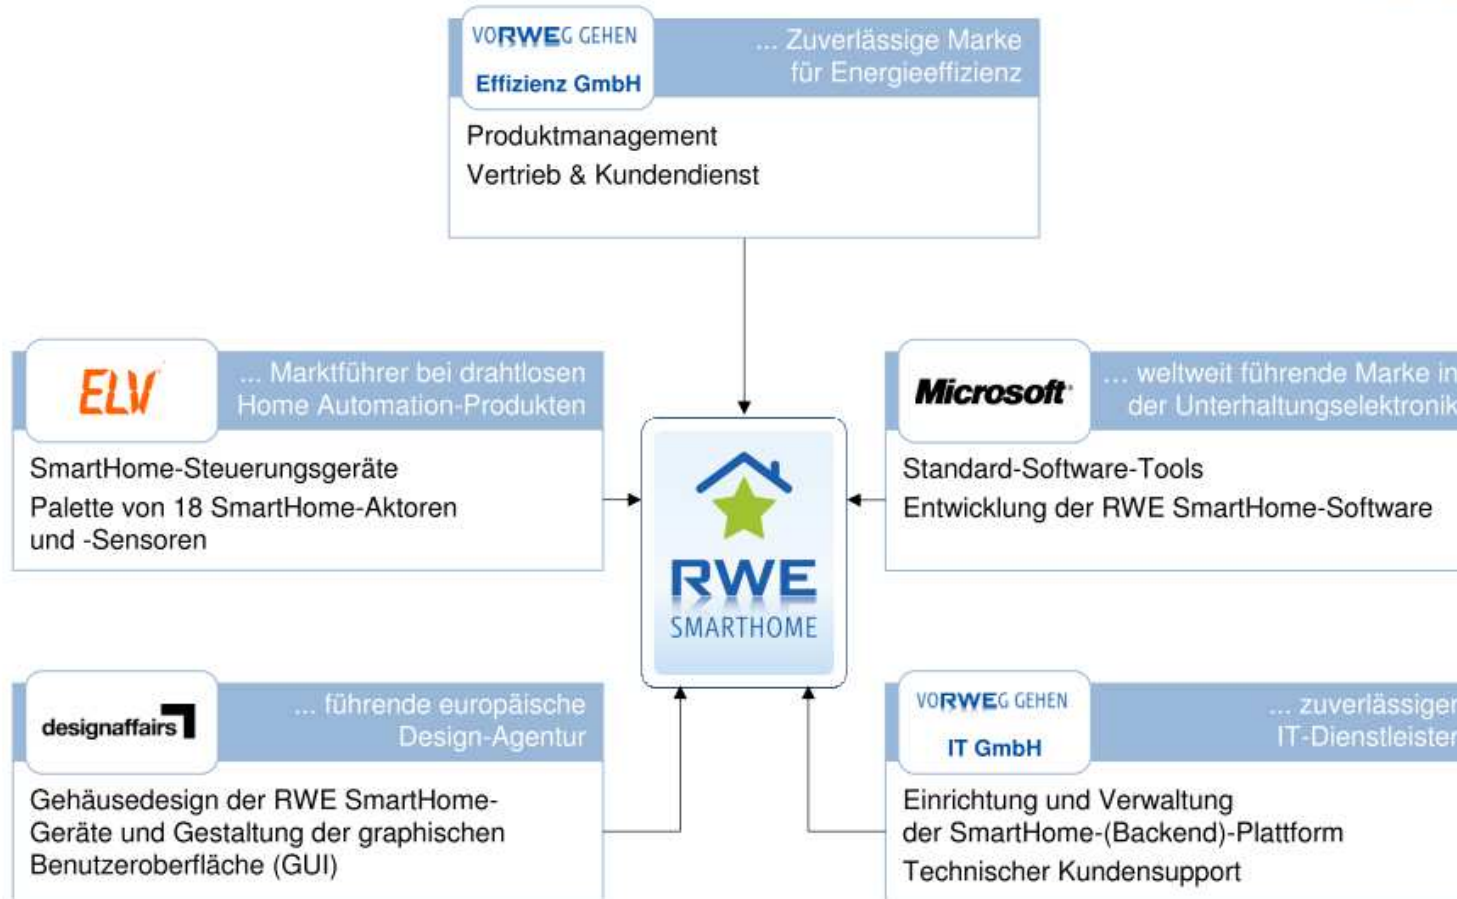 VORWEG GEHEN
Effizienz GmbH
... Zuverlässige Marke
für Energieeffizienz
Produktmanagement
Vertrieb & Kundendienst
ELV
... Marktführer bei drahtlosen
Home Automation-Produkten
SmartHome-Steuerungsgeräte
Palette von 18 SmartHome-Aktoren
und -Sensoren
Microsoft
... weltweit führende Marke in
der Unterhaltungselektronik
Standard-Software-Tools
Entwicklung der RWE SmartHome-Software
RWE
SMARTHOME
designaffairs
... führende europäische
Design-Agentur
Gehäusedesign der RWE SmartHome-
Geräte und Gestaltung der graphischen
Benutzeroberfläche (GUI)
VORWEG GEHEN
IT GmbH
... zuverlässiger
IT-Dienstleister
Einrichtung und Verwaltung
der SmartHome-(Backend)-Plattform
Technischer Kundensupport